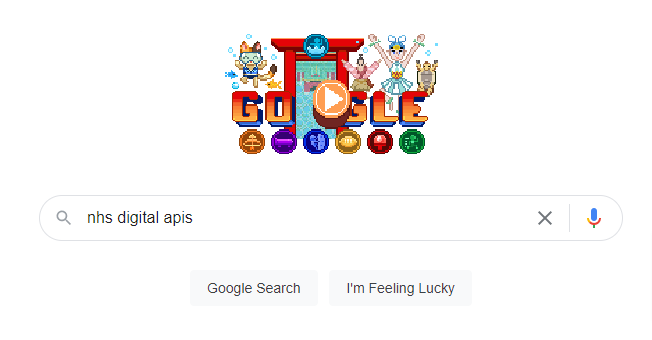 GOOGLE
nhs digital apis
Google Search
I'm Feeling Lucky